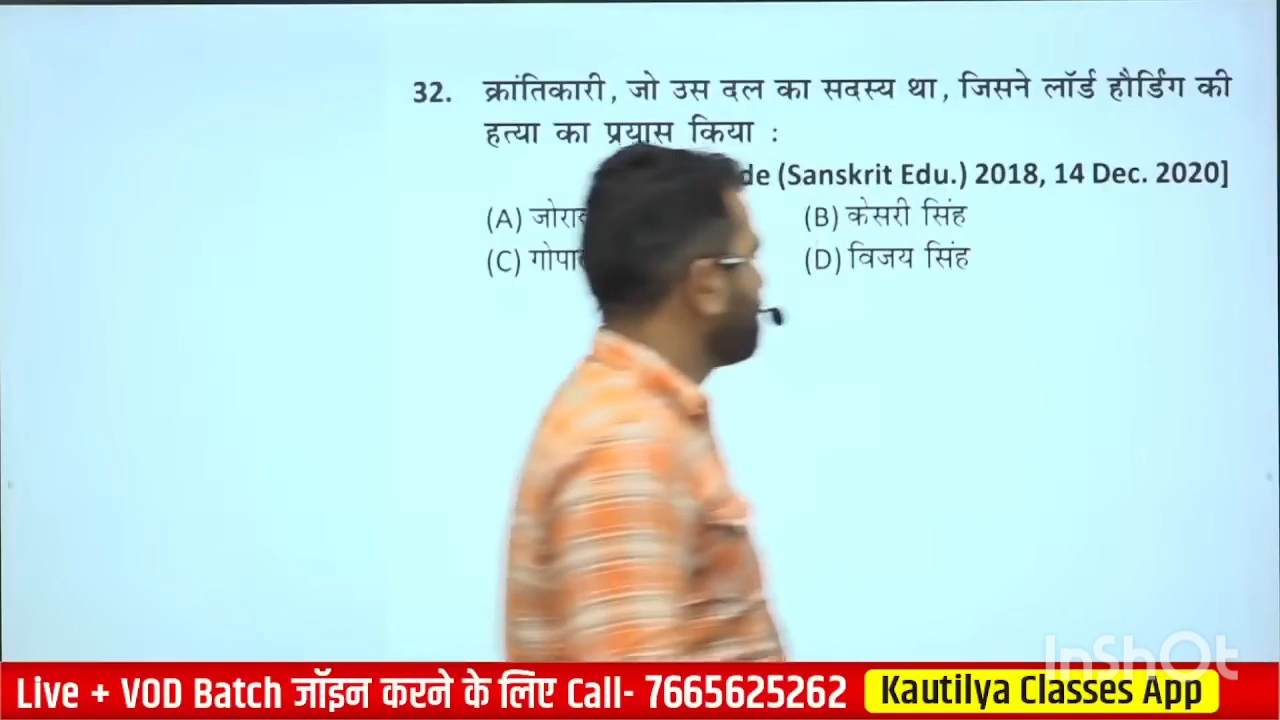 32. क्रांतिकारी, जो उस दल का सदस्य था, जिसने लॉर्ड हौर्डिंग की
हत्या का प्रयास किया :
(Sanskrit Edu.) 2018, 14 Dec. 2020]
(A) (B) केसरी सिंह
(C) (D) विजय सिंह
InShOt
Live + VOD Batch जॉइन करने के लिए Call- 7665625262 Kautilya Classes App